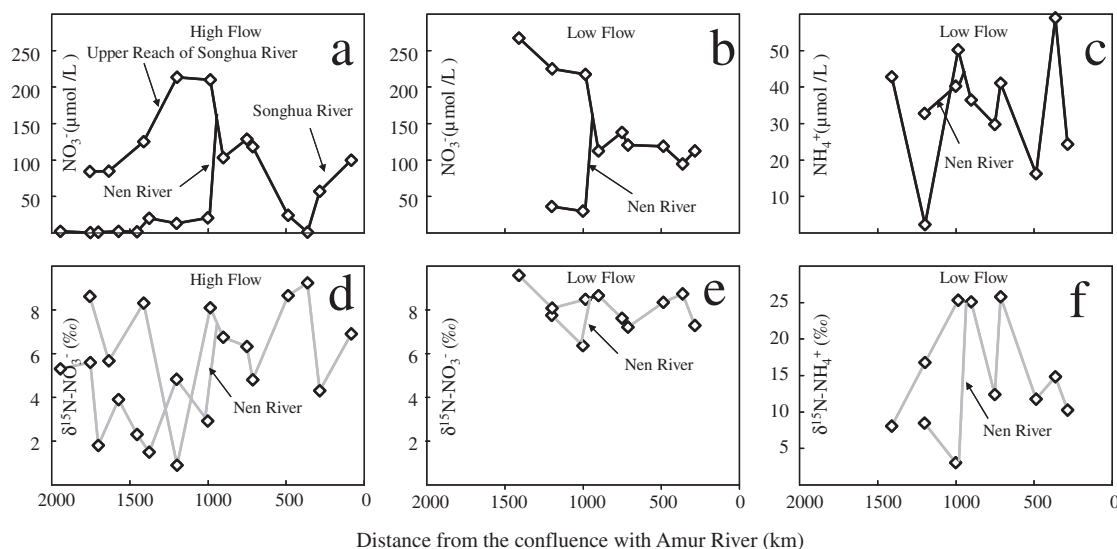 High Flow
a
Upper Reach of Songhua River
Songhua River
Nen River
NO₃⁻(μmol /L)
250
200
150
100
50
Low Flow
b
Nen River
NO₃⁻(μmol /L)
250
200
150
100
50
Low Flow
c
Nen River
NH₄⁺(μmol /L)
50
40
30
20
10
High Flow
d
Nen River
δ¹⁵N-NO₃⁻ (‰)
8
6
4
2
2000 1500 1000 500 0
Low Flow
e
Nen River
δ¹⁵N-NO₃⁻ (‰)
8
6
4
2
2000 1500 1000 500 0
Low Flow
f
Nen River
δ¹⁵N-NH₄⁺ (‰)
25
20
15
10
5
2000 1500 1000 500 0
Distance from the confluence with Amur River (km)